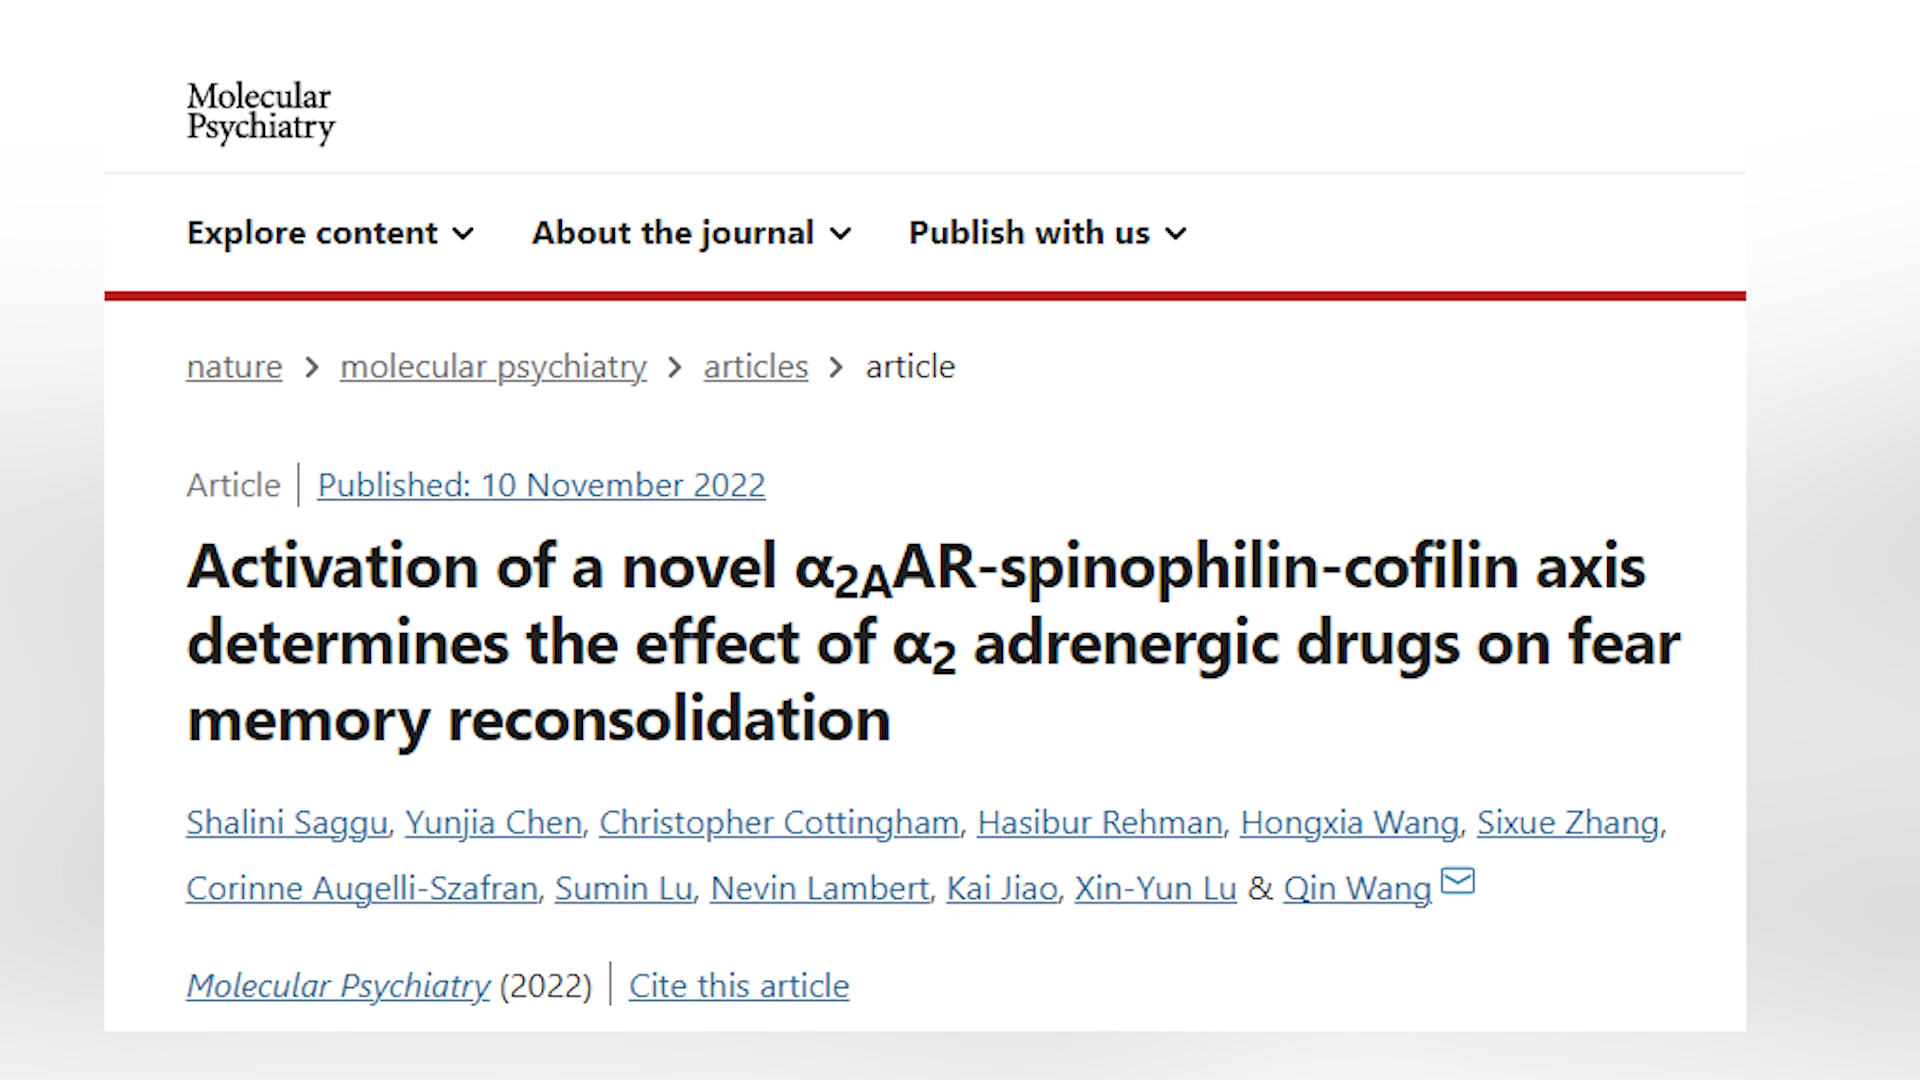 Molecular
Psychiatry
Explore content About the journal Publish with us
nature > molecular psychiatry > articles > article
Article | Published: 10 November 2022
Activation of a novel α2AAR-spinophilin-cofilin axis
determines the effect of α2 adrenergic drugs on fear
memory reconsolidation
Shalini Saggu, Yunjia Chen, Christopher Cottingham, Hasibur Rehman, Hongxia Wang, Sixue Zhang,
Corinne Augelli-Szafran, Sumin Lu, Nevin Lambert, Kai Jiao, Xin-Yun Lu & Qin Wang
Molecular Psychiatry (2022) | Cite this article